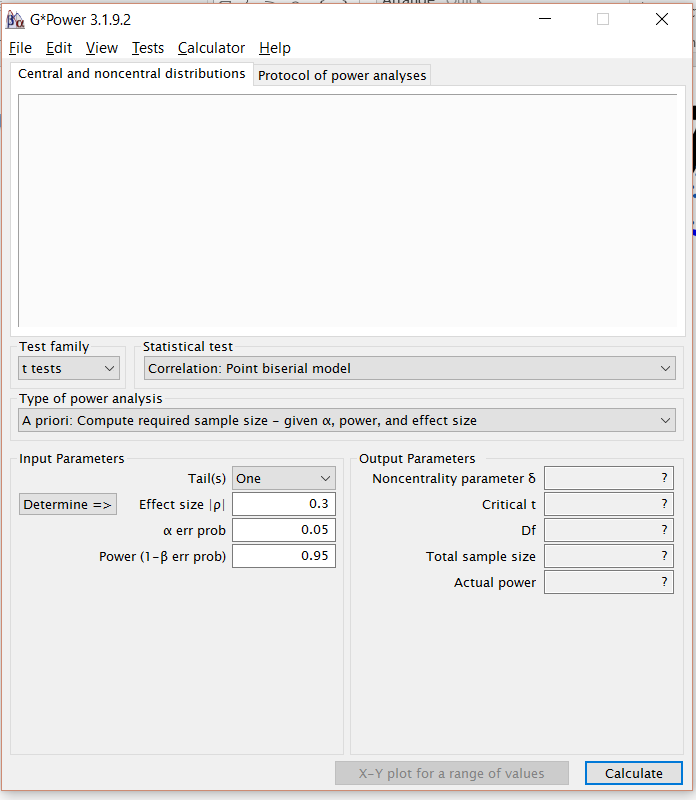 Arrange Quick
G*Power 3.1.9.2
File Edit View Tests Calculator Help
Central and noncentral distributions Protocol of power analyses
Test family Statistical test
t tests Correlation: Point biserial model
Type of power analysis
A priori: Compute required sample size – given α, power, and effect size
Input Parameters Output Parameters
Tail(s) One Noncentrality parameter δ ?
Determine => Effect size |ρ| 0.3 Critical t ?
α err prob 0.05 Df ?
Power (1–β err prob) 0.95 Total sample size ?
Actual power ?
X–Y plot for a range of values Calculate